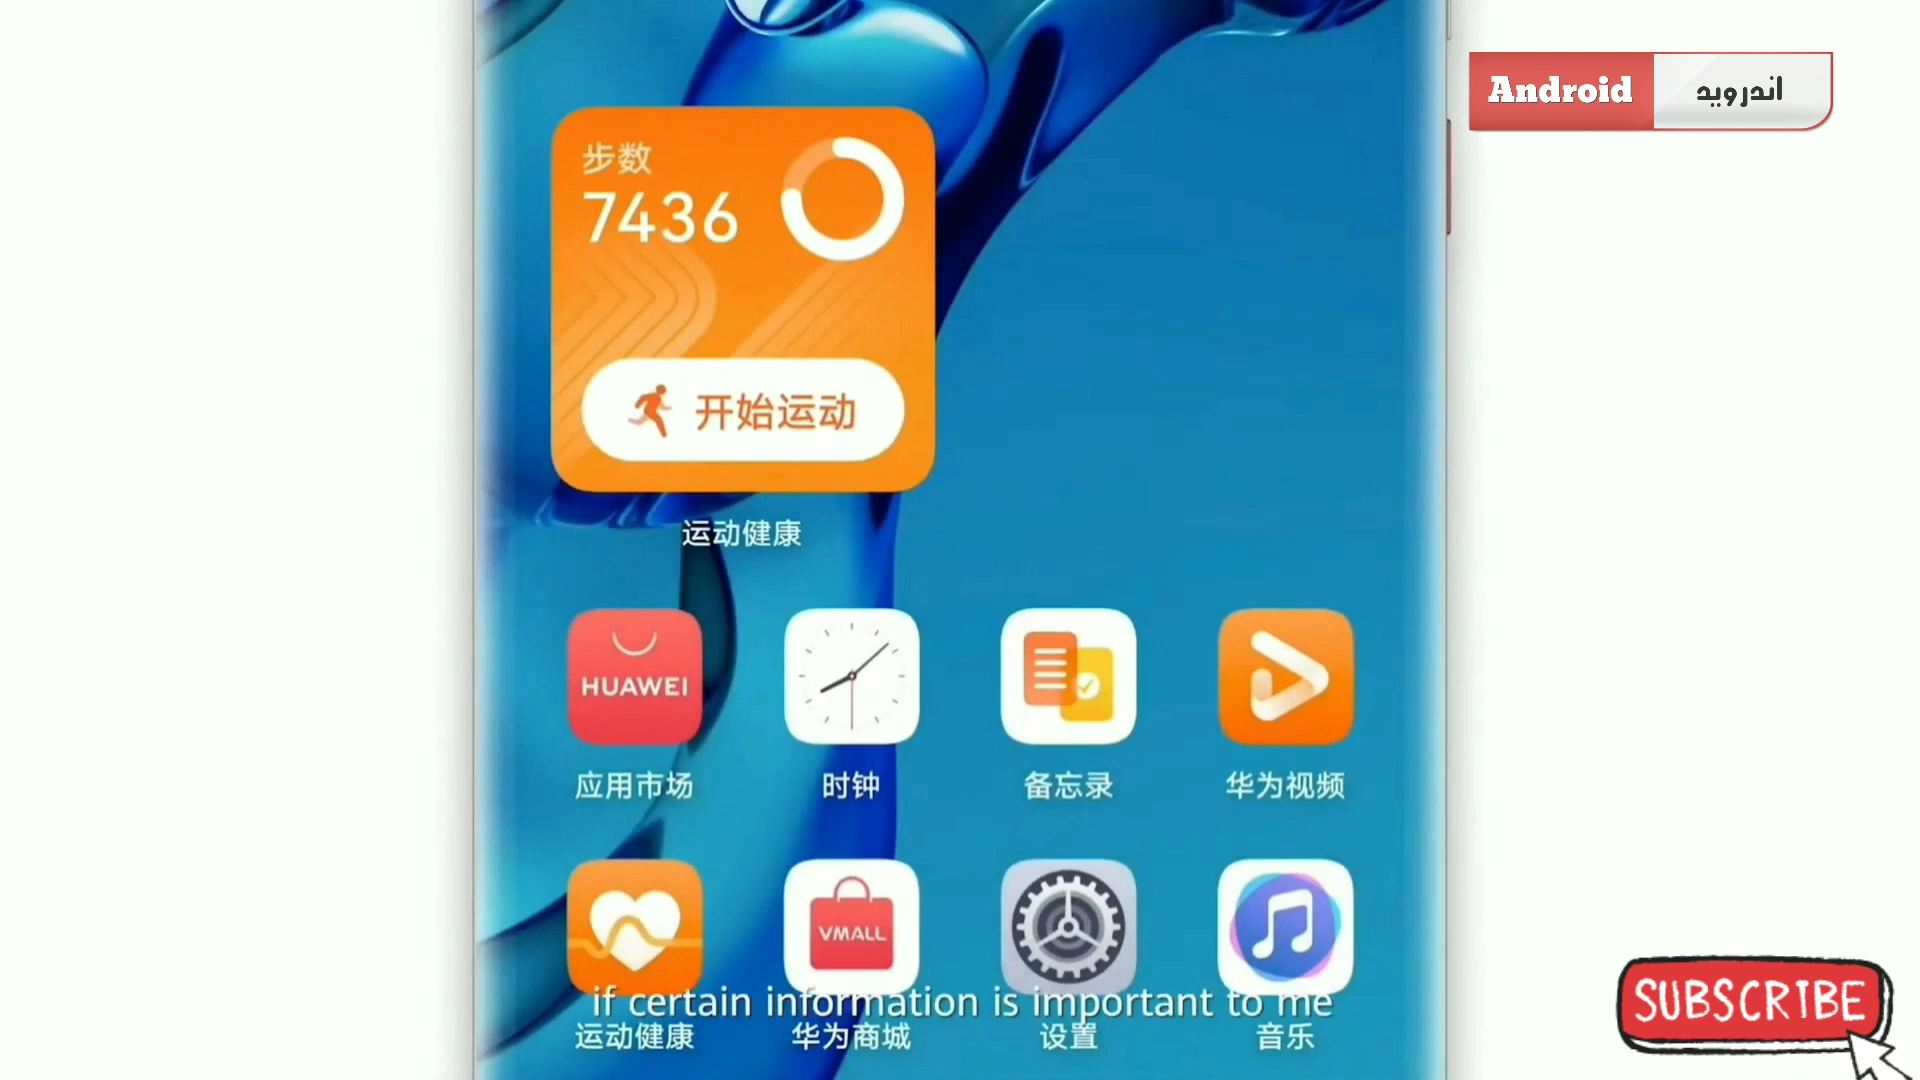 Android اندروید
步数
7436
开始运动
运动健康
HUAWEI
应用市场
时钟
备忘录
华为视频
VMALL
if certain information is important to me
运动健康
华为商城
设置
音乐
SUBSCRIBE